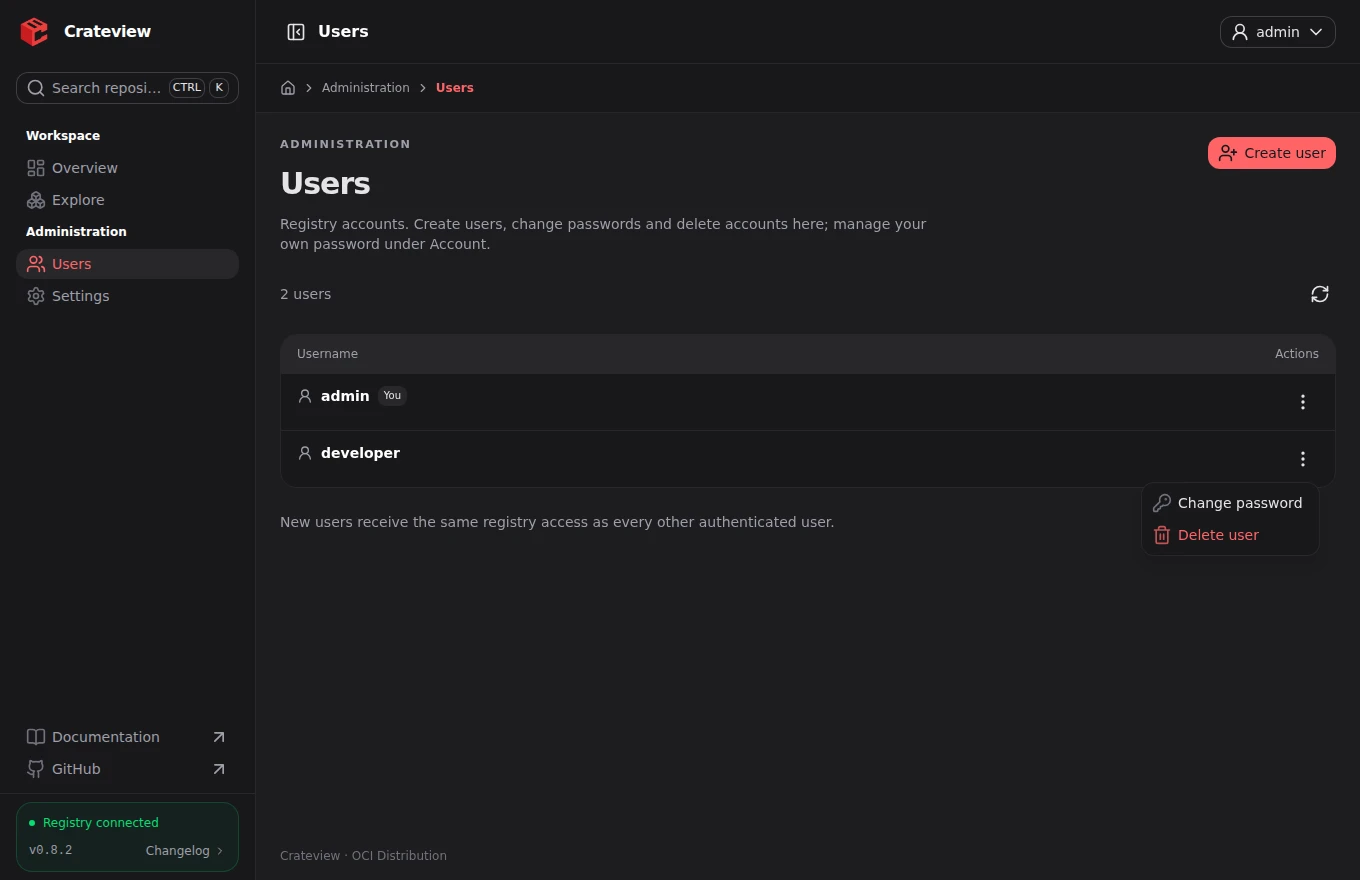 Crateview
Users
admin
Search reposi... CTRL K
Administration
Users
Workspace
Overview
Explore
Administration
Users
Settings
ADMINISTRATION
Create user
Users
Registry accounts. Create users, change passwords and delete accounts here; manage your
own password under Account.
2 users
Username
Actions
admin You
developer
Change password
Delete user
New users receive the same registry access as every other authenticated user.
Documentation
GitHub
Registry connected
v0.8.2
Changelog
Crateview · OCI Distribution